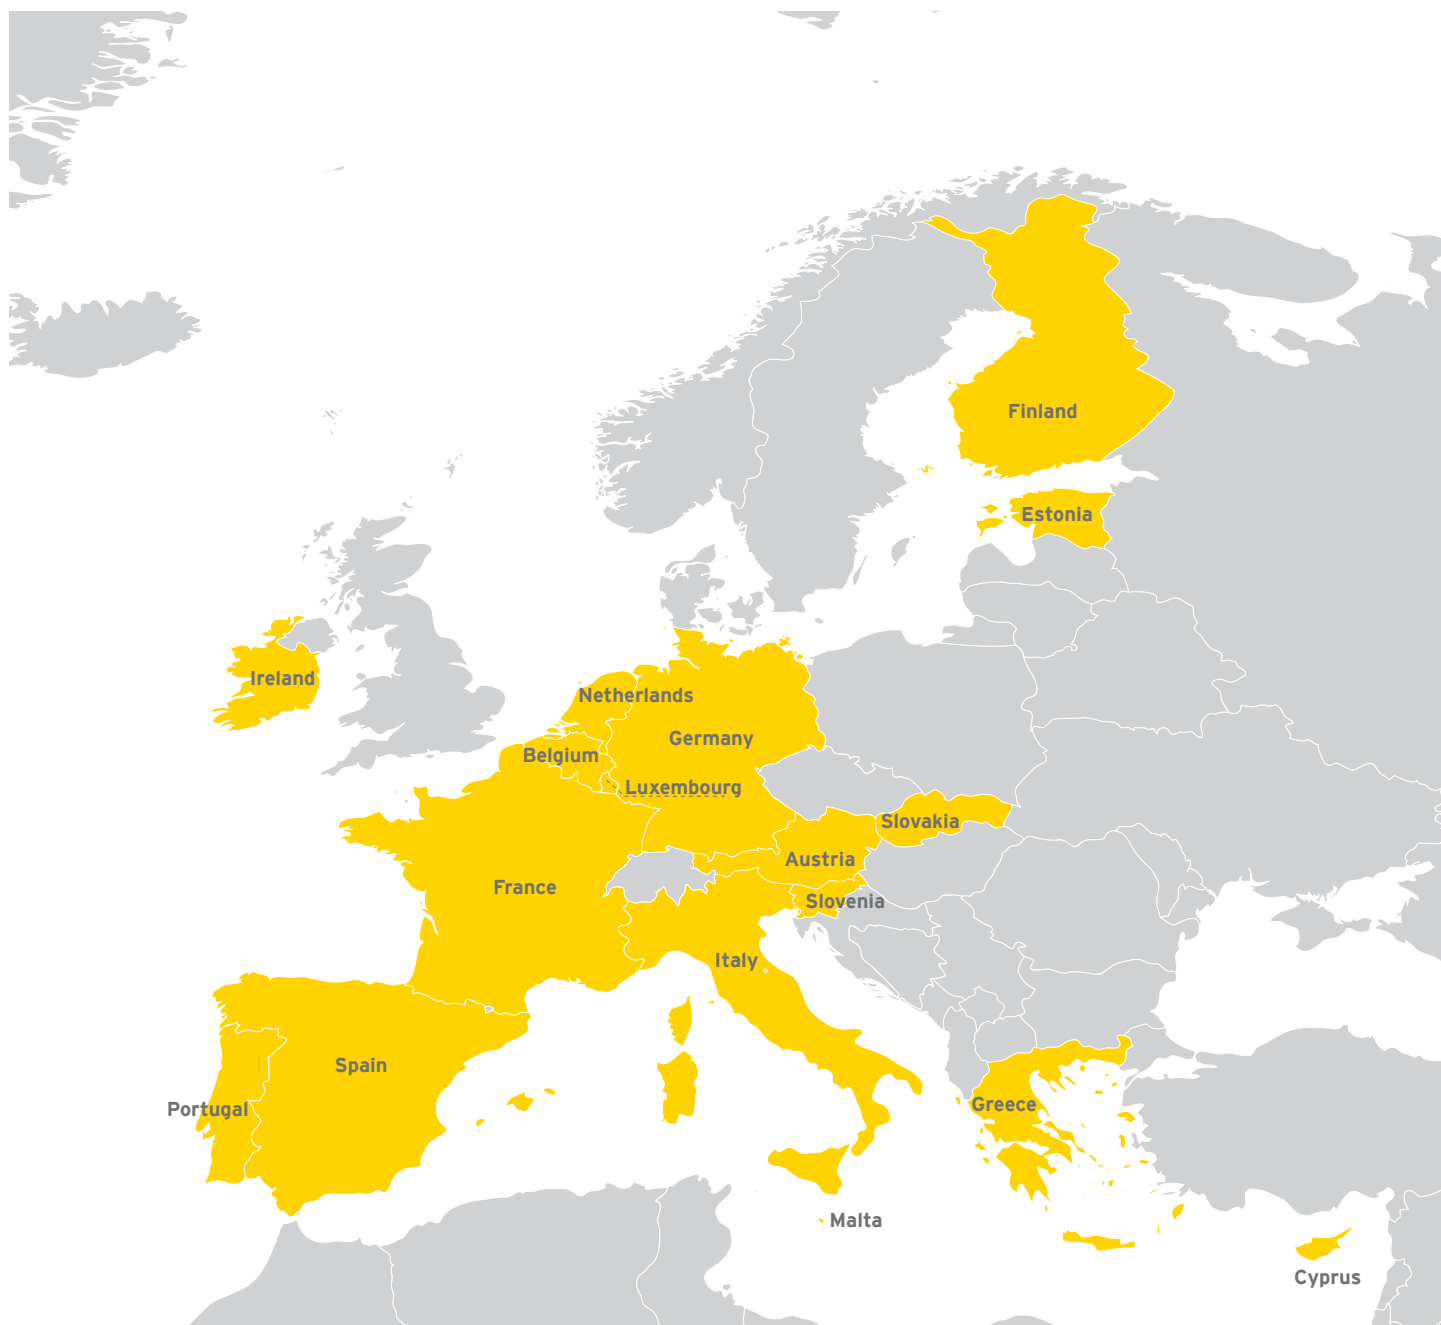 Finland
Estonia
Ireland
Netherlands
Germany
Belgium
Luxembourg
Slovakia
Austria
France
Slovenia
Italy
Spain
Portugal
Greece
Malta
Cyprus